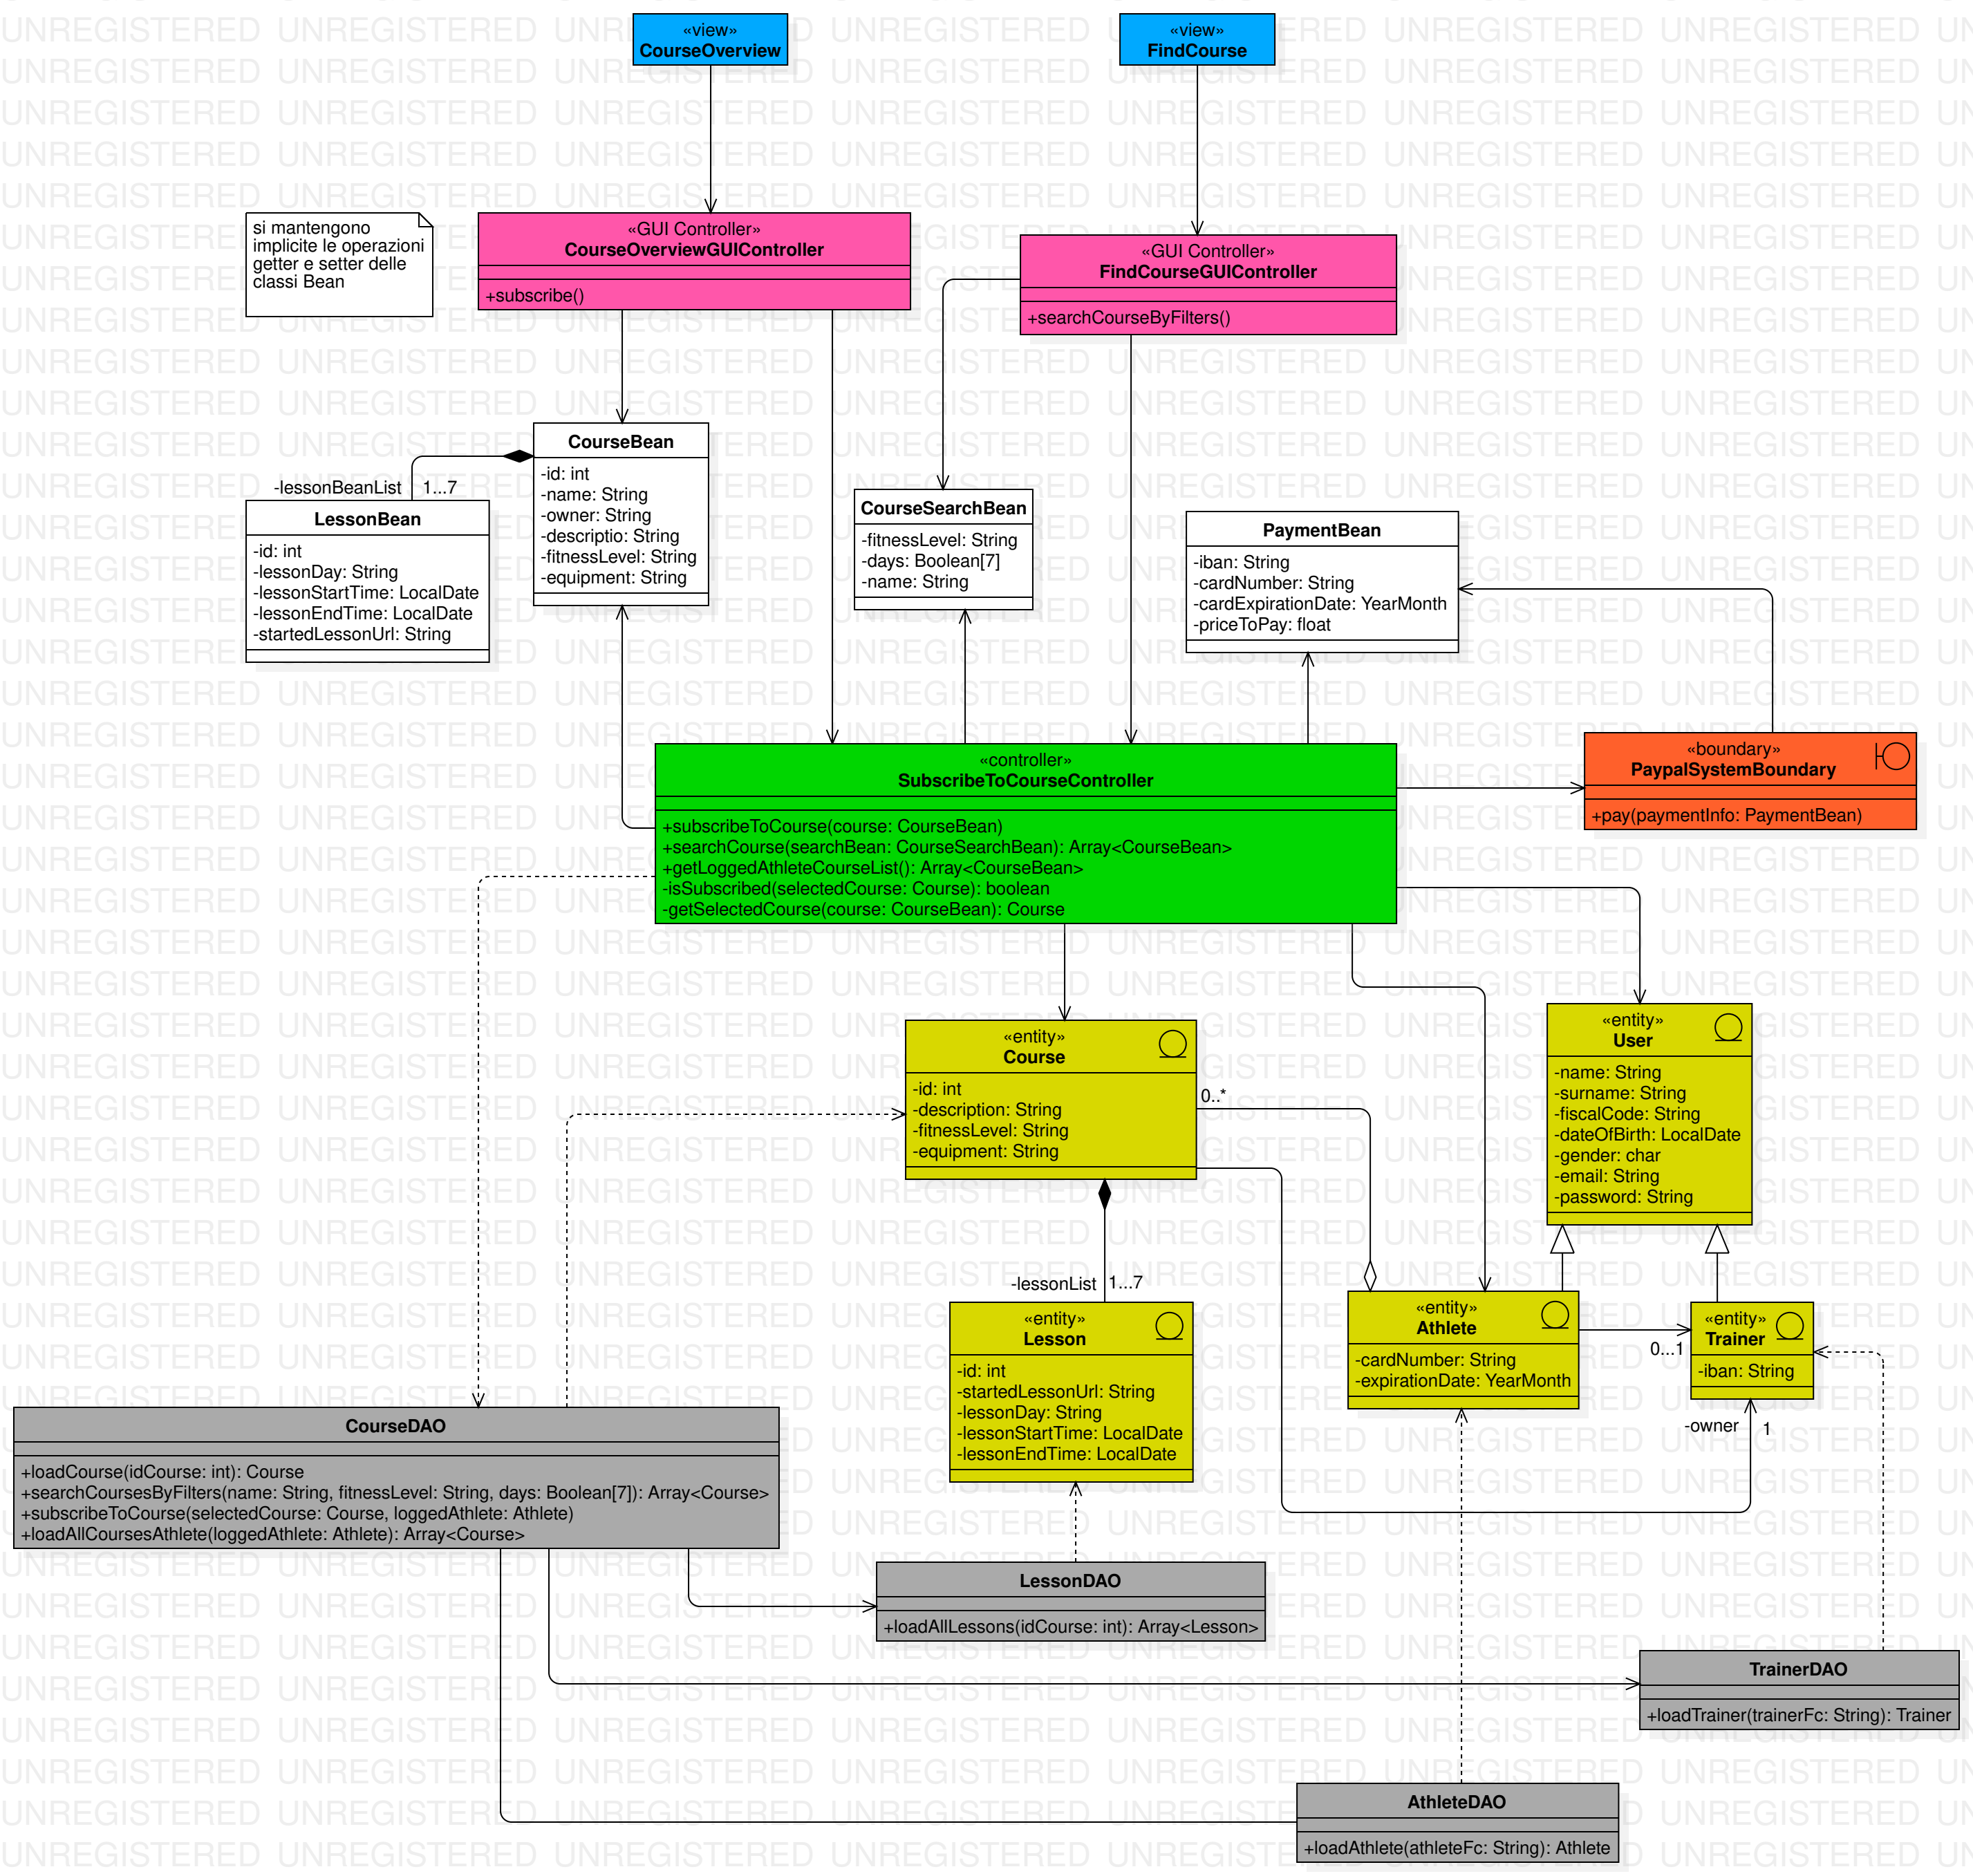 «view»
CourseOverview
«view»
FindCourse
si mantengono
implicite le operazioni
getter e setter delle
classi Bean
«GUI Controller»
CourseOverviewGUIController
+subscribe()
«GUI Controller»
FindCourseGUIController
+searchCourseByFilters()
CourseBean
-id: int
-name: String
-owner: String
-descriptio: String
-fitnessLevel: String
-equipment: String
-lessonBeanList 1...7
LessonBean
-id: int
-lessonDay: String
-lessonStartTime: LocalDate
-lessonEndTime: LocalDate
-startedLessonUrl: String
CourseSearchBean
-fitnessLevel: String
-days: Boolean[7]
-name: String
PaymentBean
-iban: String
-cardNumber: String
-cardExpirationDate: YearMonth
-priceToPay: float
«controller»
SubscribeToCourseController
+subscribeToCourse(course: CourseBean)
+searchCourse(searchBean: CourseSearchBean): Array<CourseBean>
+getLoggedAthleteCourseList(): Array<CourseBean>
-isSubscribed(selectedCourse: Course): boolean
-getSelectedCourse(course: CourseBean): Course
«boundary»
PaypalSystemBoundary
+pay(paymentInfo: PaymentBean)
«entity»
Course
-id: int
-description: String
-fitnessLevel: String
-equipment: String
0..*
«entity»
User
-name: String
-surname: String
-fiscalCode: String
-dateOfBirth: LocalDate
-gender: char
-email: String
-password: String
-lessonList 1...7
«entity»
Lesson
-id: int
-startedLessonUrl: String
-lessonDay: String
-lessonStartTime: LocalDate
-lessonEndTime: LocalDate
«entity»
Athlete
-cardNumber: String
-expirationDate: YearMonth
0...1
«entity»
Trainer
-iban: String
-owner 1
CourseDAO
+loadCourse(idCourse: int): Course
+searchCoursesByFilters(name: String, fitnessLevel: String, days: Boolean[7]): Array<Course>
+subscribeToCourse(selectedCourse: Course, loggedAthlete: Athlete)
+loadAllCoursesAthlete(loggedAthlete: Athlete): Array<Course>
LessonDAO
+loadAllLessons(idCourse: int): Array<Lesson>
TrainerDAO
+loadTrainer(trainerFc: String): Trainer
AthleteDAO
+loadAthlete(athleteFc: String): Athlete
UNREGISTERED